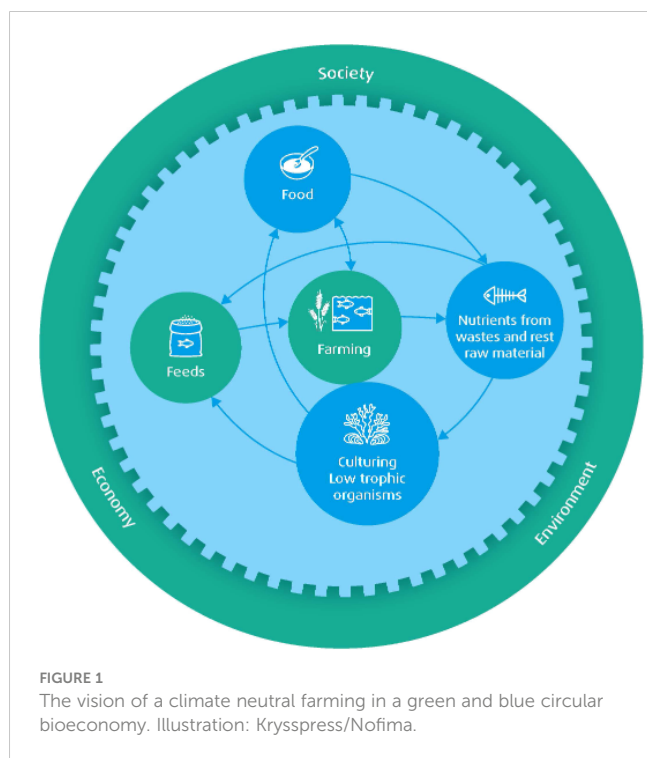 Society
Food
Nutrients from
wastes and rest
raw material
Farming
Feeds
Culturing
Low trophic
organisms
Economy
Environment
FIGURE 1
The vision of a climate neutral farming in a green and blue circular
bioeconomy. Illustration: Krysspress/Nofima.